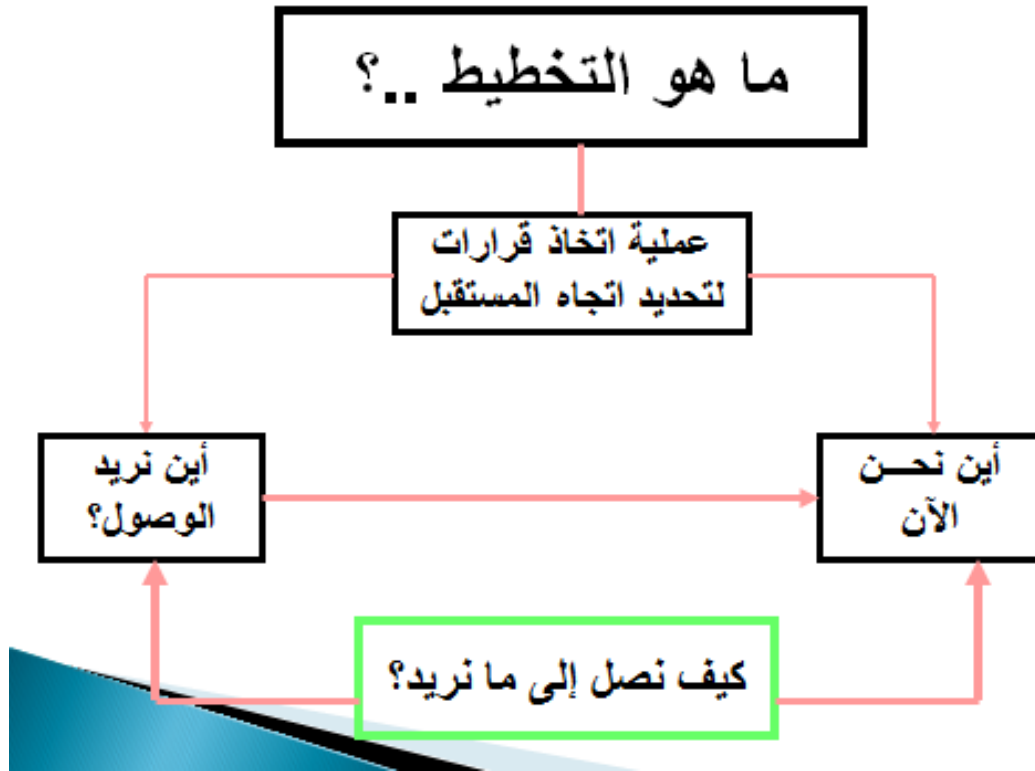 ما هو التخطيط ..؟
عملية اتخاذ قرارات
لتحديد اتجاه المستقبل
أين نحـــن
الآن
أين نريد
الوصول؟
كيف نصل إلى ما نريد؟